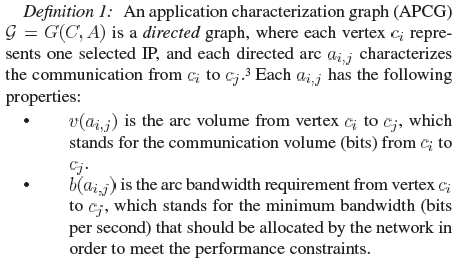 Definition 1: An application characterization graph (APCG)
𝒢 = G(C, A) is a directed graph, where each vertex c_i repre-
sents one selected IP, and each directed arc a_{i,j} characterizes
the communication from c_i to c_j.³ Each a_{i,j} has the following
properties:
• v(a_{i,j}) is the arc volume from vertex c_i to c_j, which
stands for the communication volume (bits) from c_i to
c_j.
• b(a_{i,j}) is the arc bandwidth requirement from vertex c_i
to c_j, which stands for the minimum bandwidth (bits
per second) that should be allocated by the network in
order to meet the performance constraints.